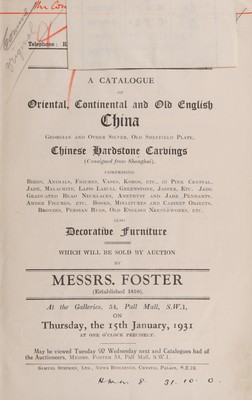 Telephone:
A CATALOGUE
OF
Oriental, Continental and Old English
China
GEORGIAN AND OTHER SILVER, OLD SHEFFIELD PLATE,
Chinese Hardstone Carvings
(Consigned from Shanghai),
COMPRISING
BIRDS, ANIMALS, FIGURES, VASES, KOROS, ETC., IN PINK CRYSTAL,
JADE, MALACHITE, LAPIS LAZULI, GREENSTONE, JASPER, ETC. JADE
GRADUATED BEAD NECKLACES, AMETHYST AND JADE PENDANTS,
AMBER FIGURES, ETC. BOOKS, MINIATURES AND CABINET OBJECTS,
BRONZES, PERSIAN RUGS, OLD ENGLISH NEEDLEWORKS, ETC.
ALSO
Decorative Furniture
WHICH WILL BE SOLD BY AUCTION
BY
MESSRS. FOSTER
(Established 1810),
At the Galleries, 54, Pall Mall, S.W.1,
ON
Thursday, the 15th January, 1931
AT ONE O'CLOCK PRECISELY.
May be viewed Tuesday & Wednesday next and Catalogues had of
the Auctioneers, MESSRS. FOSTER 54, Pall Mall, S.W.1.
31.10.0.